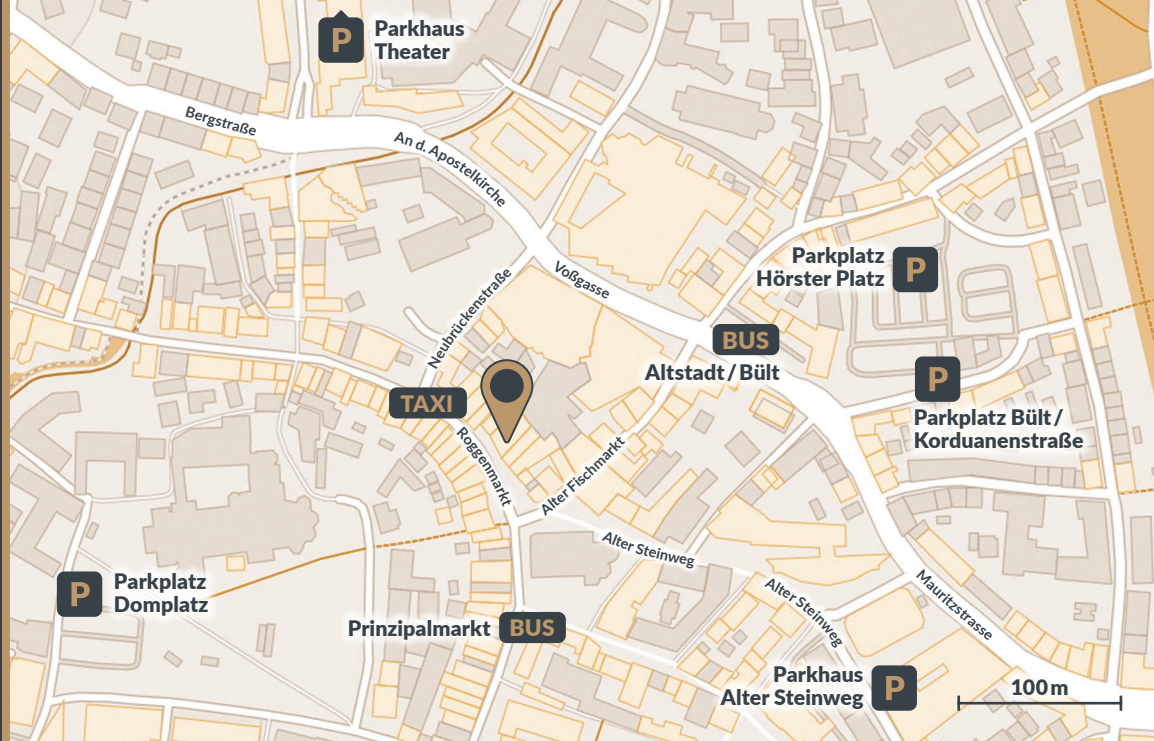 P
Parkhaus
Theater
Bergstraße
An d. Apostelkirche
Voßgasse
Neubrückenstraße
Parkplatz
Hörster Platz
P
BUS
Altstadt / Bült
P
Parkplatz Bült /
Korduanenstraße
TAXI
Roggenmarkt
Alter Fischmarkt
Alter Steinweg
Alter Steinweg
Mauritzstrasse
P
Parkplatz
Domplatz
Prinzipalmarkt
BUS
Parkhaus
Alter Steinweg
P
100 m